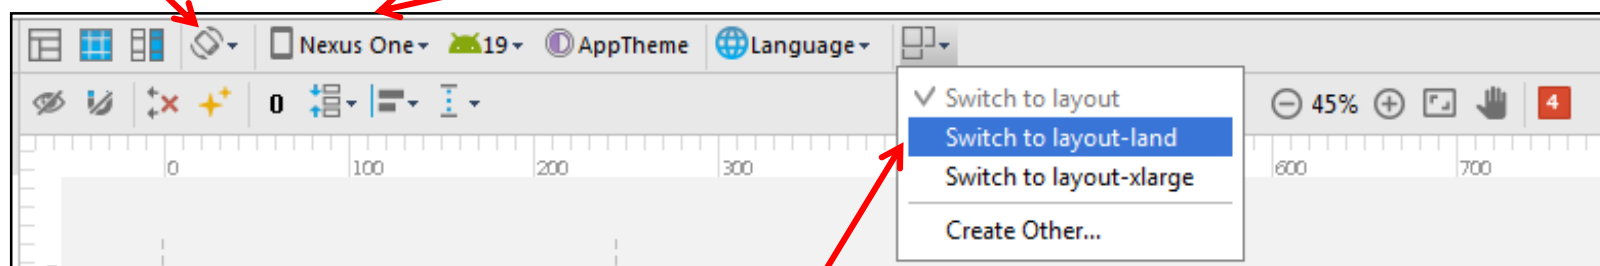 Nexus One 19 AppTheme Language
0 45% 4
Switch to layout
Switch to layout-land
Switch to layout-xlarge
Create Other...
0 100 200 300 600 700